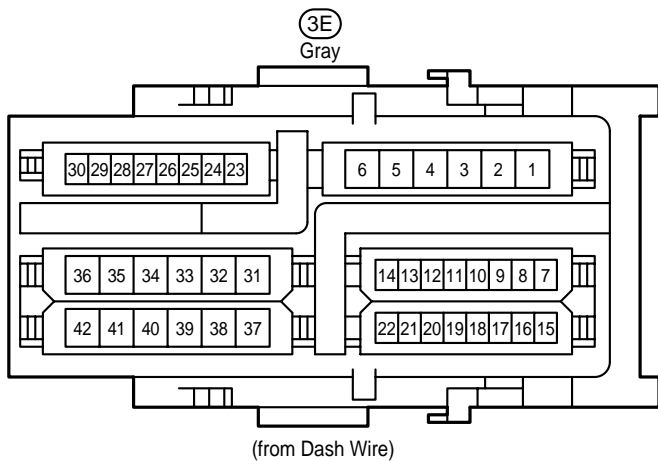 3E
Gray
30 29 28 27 26 25 24 23 6 5 4 3 2 1
36 35 34 33 32 31 14 13 12 11 10 9 8 7
42 41 40 39 38 37 22 21 20 19 18 17 16 15
(from Dash Wire)